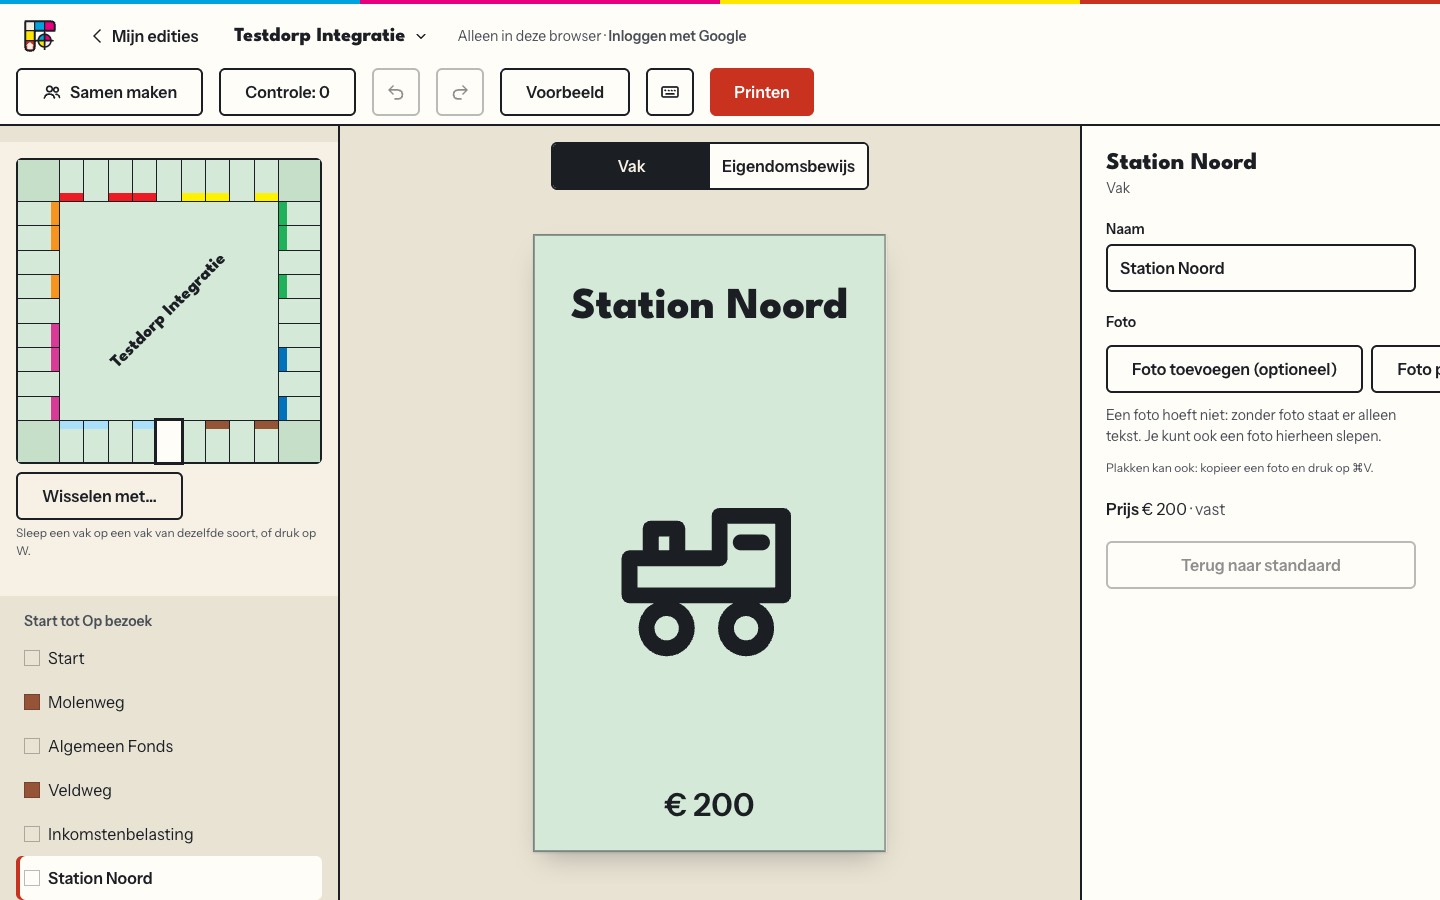 Mijn edities
Testdorp Integratie
Alleen in deze browser · Inloggen met Google
Samen maken
Controle: 0
Voorbeeld
Printen
Testdorp Integratie
Wisselen met...
Sleep een vak op een vak van dezelfde soort, of druk op
W.
Start tot Op bezoek
Start
Molenweg
Algemeen Fonds
Veldweg
Inkomstenbelasting
Station Noord
Vak
Eigendomsbewijs
Station Noord
€ 200
Station Noord
Vak
Naam
Station Noord
Foto
Foto toevoegen (optioneel)
Foto
Een foto hoeft niet: zonder foto staat er alleen
tekst. Je kunt ook een foto hierheen slepen.
Plakken kan ook: kopieer een foto en druk op ⌘V.
Prijs € 200 · vast
Terug naar standaard